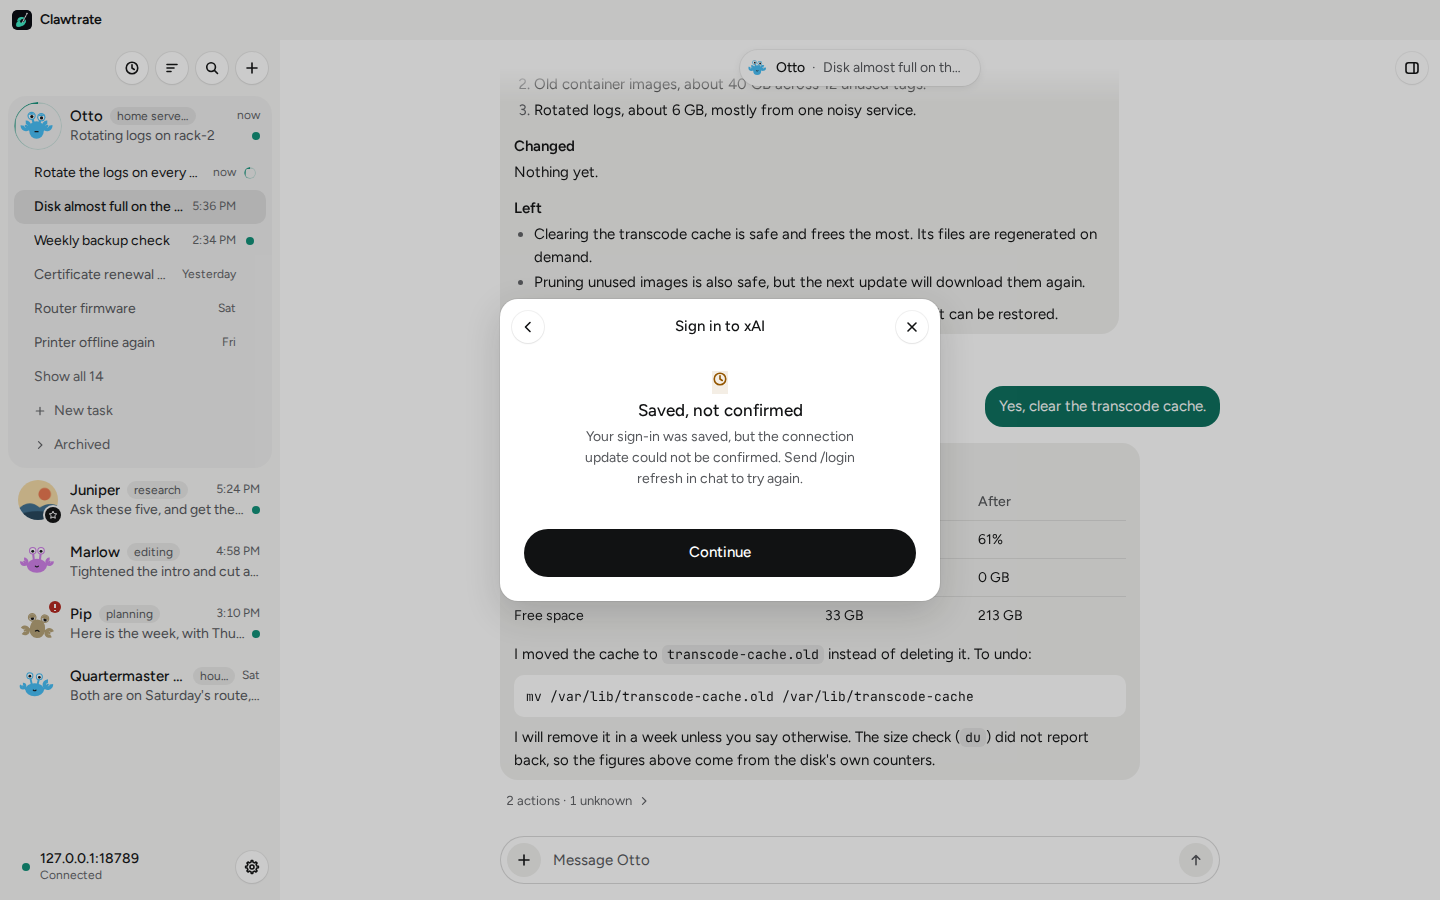 Clawtrate
Otto
home serve...
now
Rotating logs on rack-2
Rotate the logs on every ...
now
Disk almost full on the ...
5:36 PM
Weekly backup check
2:34 PM
Certificate renewal ...
Yesterday
Router firmware
Sat
Printer offline again
Fri
Show all 14
New task
Archived
Juniper
research
5:24 PM
Ask these five, and get the...
Marlow
editing
4:58 PM
Tightened the intro and cut a...
Pip
planning
3:10 PM
Here is the week, with Thu...
Quartermaster ...
hou...
Sat
Both are on Saturday's route,...
127.0.0.1:18789
Connected
Otto · Disk almost full on th...
2. Old container images, about 40 GB across 12 unused tags.
3. Rotated logs, about 6 GB, mostly from one noisy service.
Changed
Nothing yet.
Left
• Clearing the transcode cache is safe and frees the most. Its files are regenerated on
demand.
• Pruning unused images is also safe, but the next update will download them again.
t can be restored.
Sign in to xAI
Saved, not confirmed
Your sign-in was saved, but the connection
update could not be confirmed. Send /login
refresh in chat to try again.
Continue
Yes, clear the transcode cache.
After
61%
0 GB
Free space
33 GB
213 GB
I moved the cache to transcode-cache.old instead of deleting it. To undo:
mv /var/lib/transcode-cache.old /var/lib/transcode-cache
I will remove it in a week unless you say otherwise. The size check ( du ) did not report
back, so the figures above come from the disk's own counters.
2 actions · 1 unknown
Message Otto